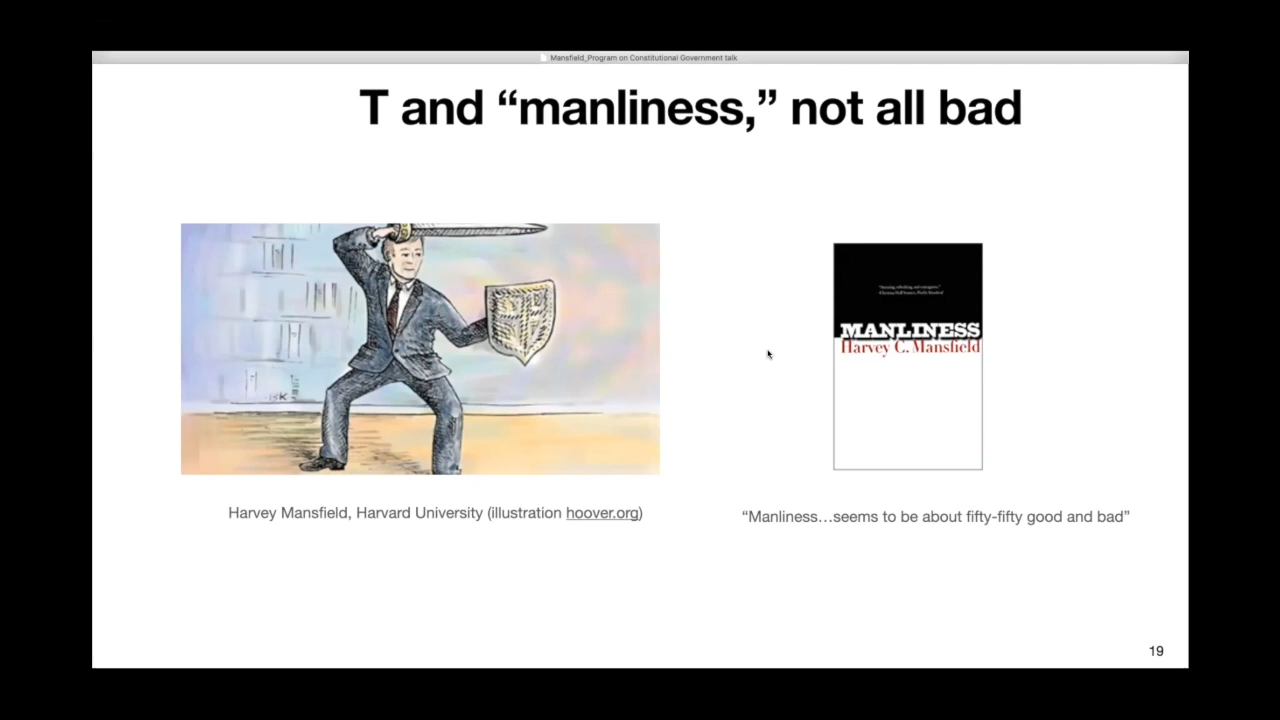 Mansfield_Program on Constitutional Government talk
T and “manliness,” not all bad
MANLINESS
Harvey C. Mansfield
Harvey Mansfield, Harvard University (illustration hoover.org)
“Manliness…seems to be about fifty-fifty good and bad”
19